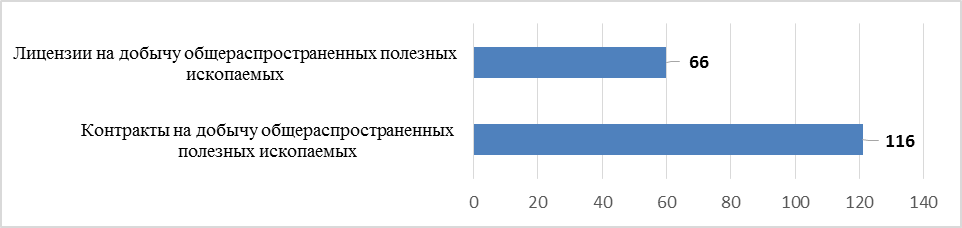 Лицензии на добычу общераспространенных полезных
ископаемых
66
Контракты на добычу общераспространенных
полезных ископаемых
116
0 20 40 60 80 100 120 140